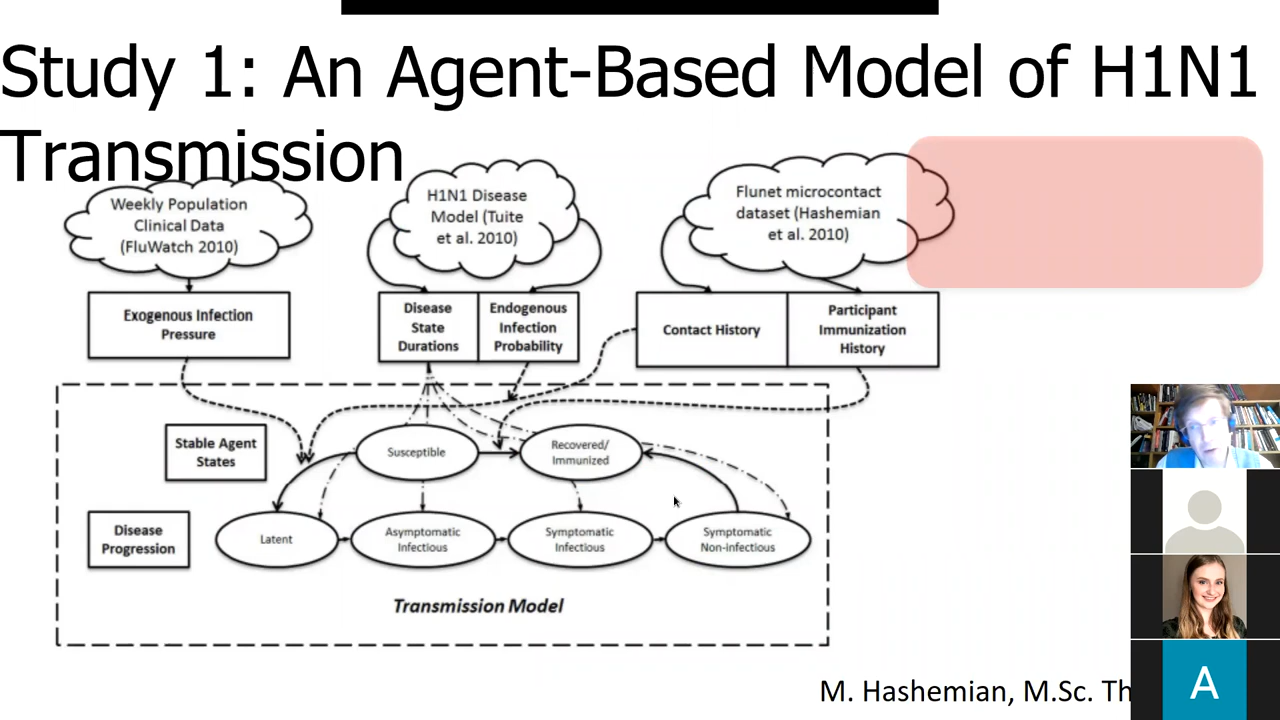 Study 1: An Agent-Based Model of H1N1
Transmission
Weekly Population
Clinical Data
(FluWatch 2010)
H1N1 Disease
Model (Tuite
et al. 2010)
Flunet microcontact
dataset (Hashemian
et al. 2010)
Exogenous Infection
Pressure
Disease
State
Durations
Endogenous
Infection
Probability
Contact History
Participant
Immunization
History
Stable Agent
States
Susceptible
Recovered/
Immunized
Disease
Progression
Latent
Asymptomatic
Infectious
Symptomatic
Infectious
Symptomatic
Non-infectious
Transmission Model
M. Hashemian, M.Sc. Th
A